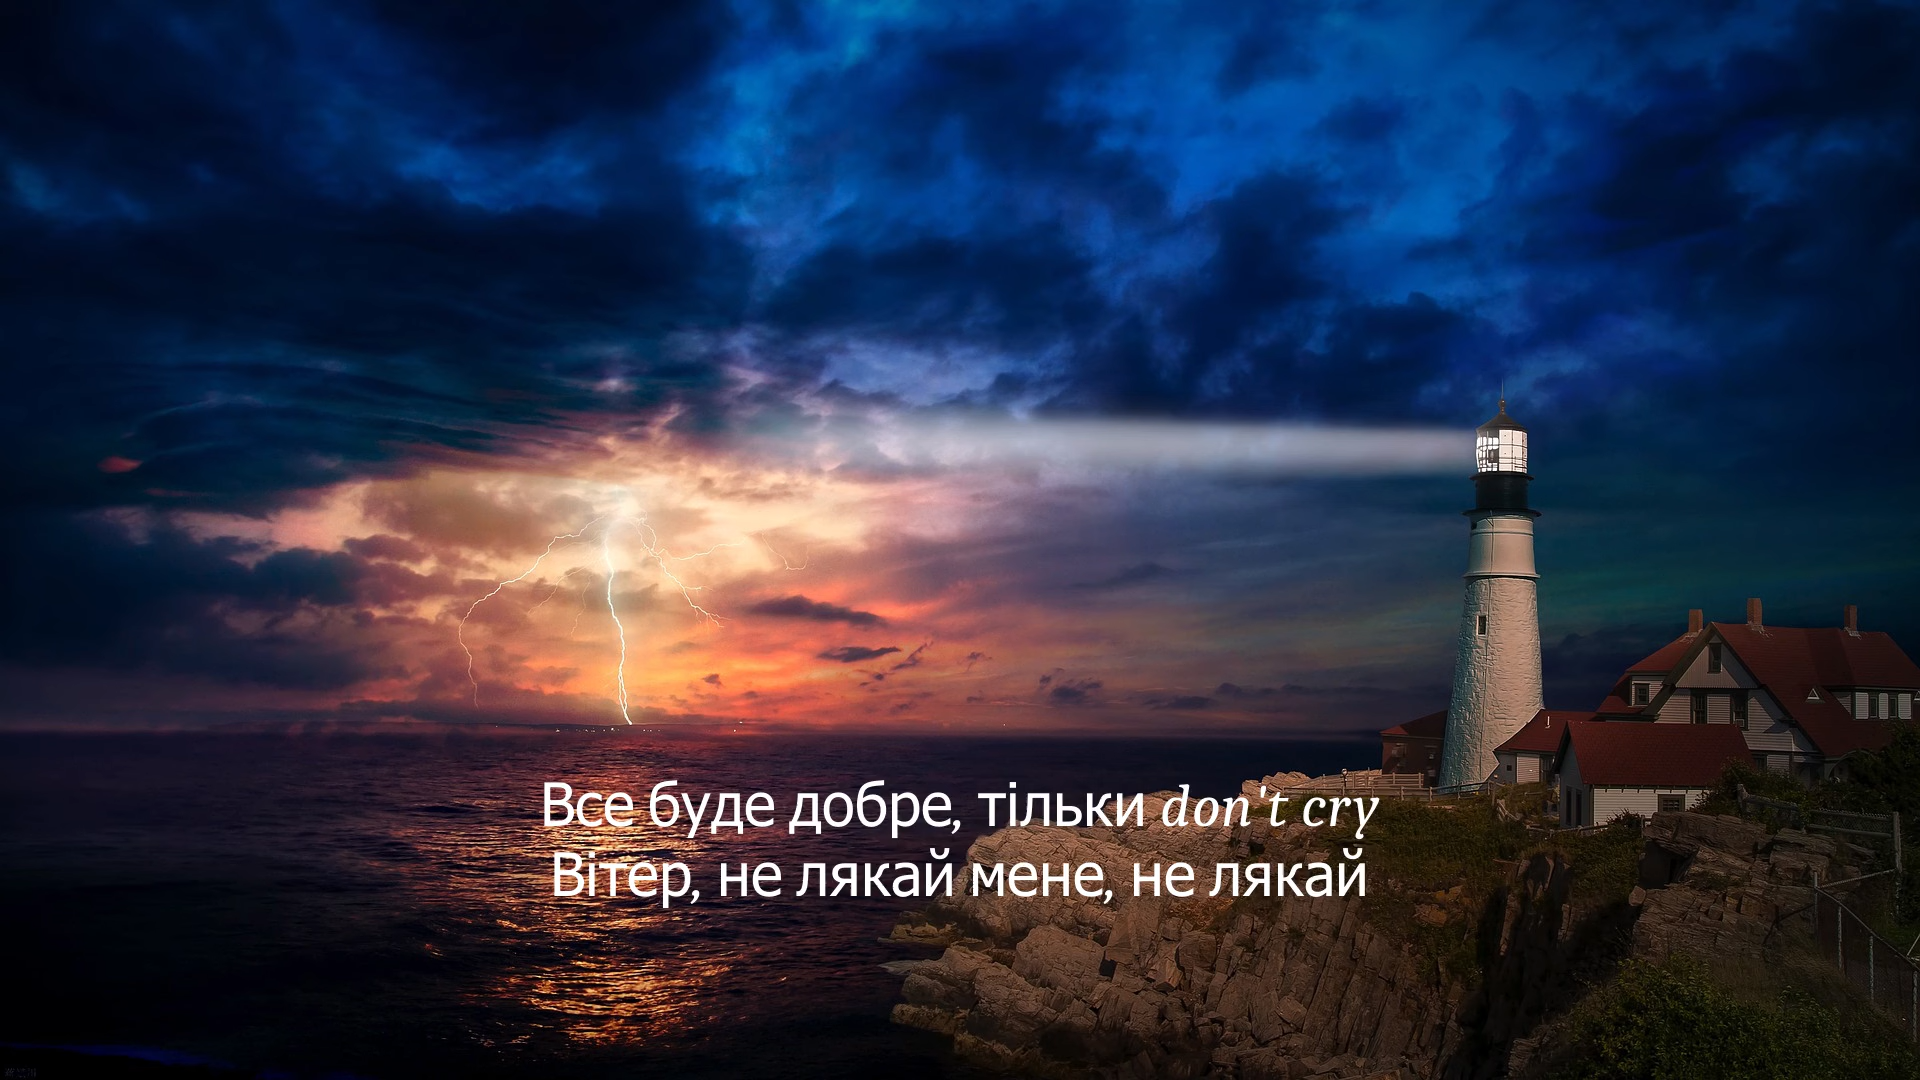 Все буде добре, тільки don't cry
Вітер, не лякай мене, не лякай